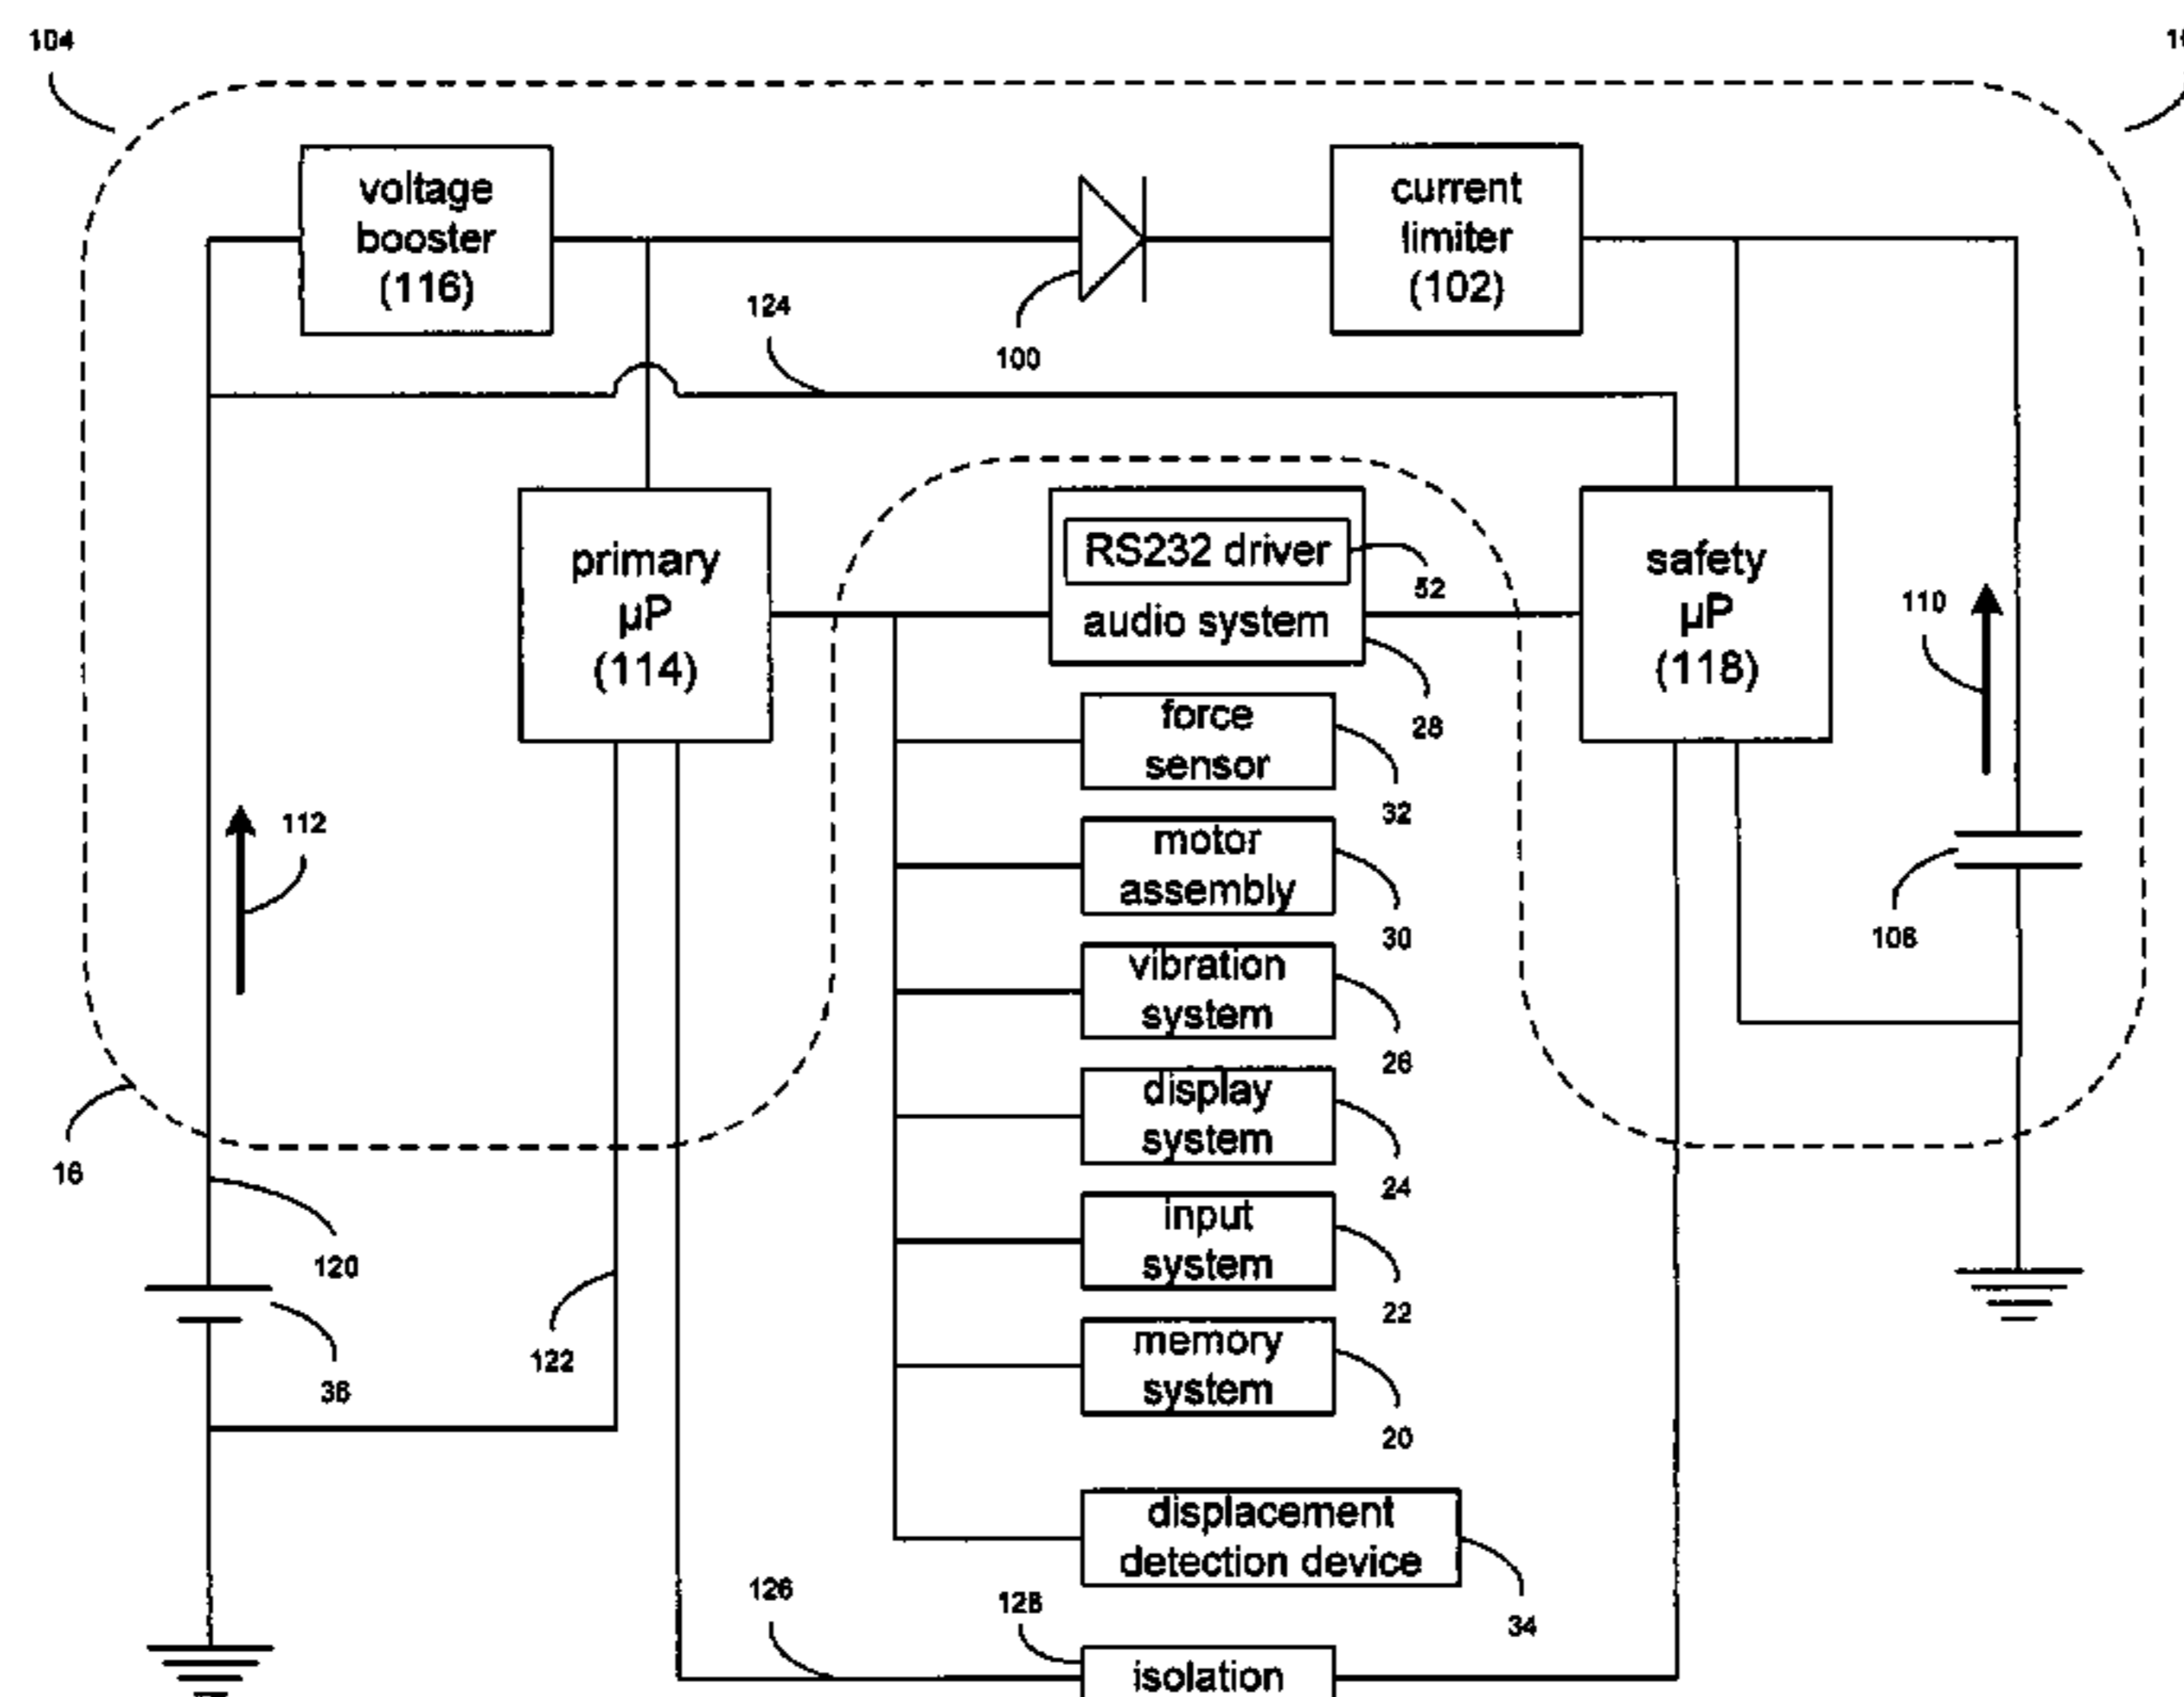 104
voltage
booster
(116)
current
limiter
(102)
124
100
primary
µP
(114)
RS232 driver
audio system
52
28
safety
µP
(118)
110
force
sensor
32
112
motor
assembly
30
108
vibration
system
26
display
system
24
16
120
input
system
22
122
38
memory
system
20
displacement
detection device
34
126
128
isolation